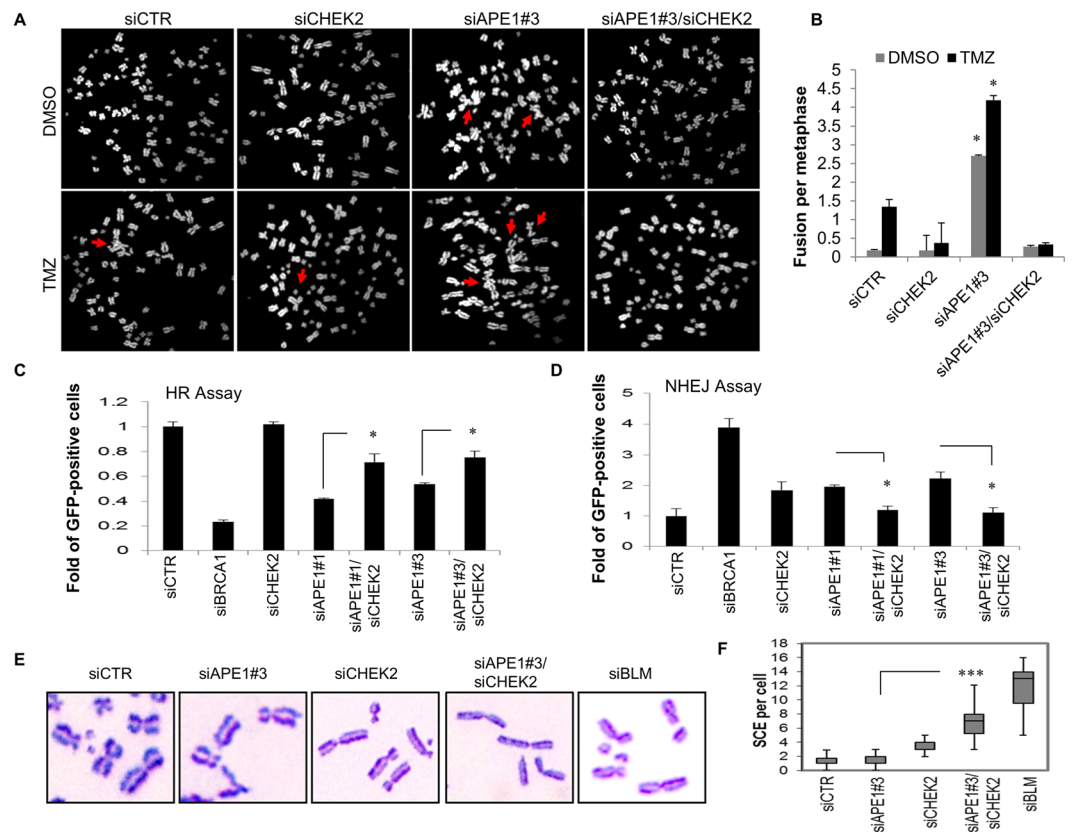 A
siCTR
siCHEK2
siAPE1#3
siAPE1#3/siCHEK2
DMSO
TMZ
B
DMSO
TMZ
Fusion per metaphase
5
4.5
4
3.5
3
2.5
2
1.5
1
0.5
0
*
*
siCTR
siCHEK2
siAPE1#3
siAPE1#3/siCHEK2
C
HR Assay
Fold of GFP-positive cells
1.2
1
0.8
0.6
0.4
0.2
0
*
*
siCTR
siBRCA1
siCHEK2
siAPE1#1
siAPE1#1/
siCHEK2
siAPE1#3
siAPE1#3/
siCHEK2
D
NHEJ Assay
Fold of GFP-positive cells
5
4
3
2
1
0
*
*
siCTR
siBRCA1
siCHEK2
siAPE1#1
siAPE1#1/
siCHEK2
siAPE1#3
siAPE1#3/
siCHEK2
E
siCTR
siAPE1#3
siCHEK2
siAPE1#3/
siCHEK2
siBLM
F
SCE per cell
18
16
14
12
10
8
6
4
2
0
***
siCTR
siAPE1#3
siCHEK2
siAPE1#3/
siCHEK2
siBLM